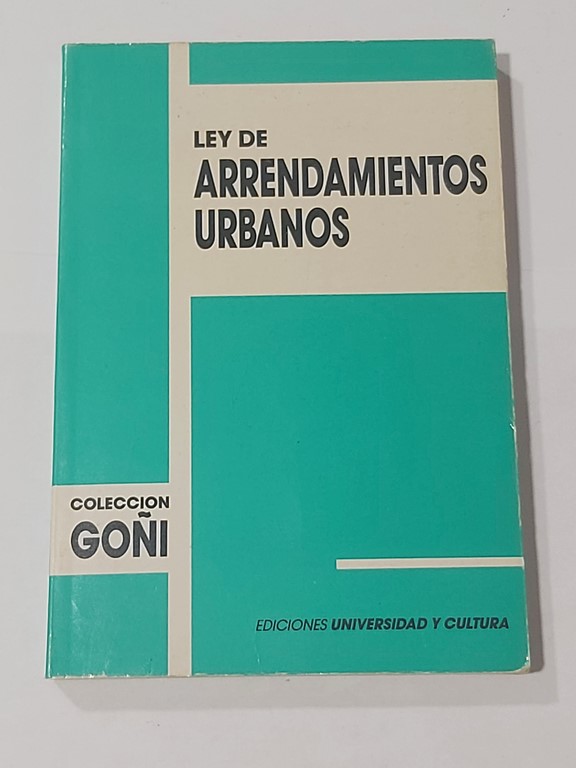 LEY DE
ARRENDAMIENTOS
URBANOS
COLECCION
GOÑI
EDICIONES UNIVERSIDAD Y CULTURA